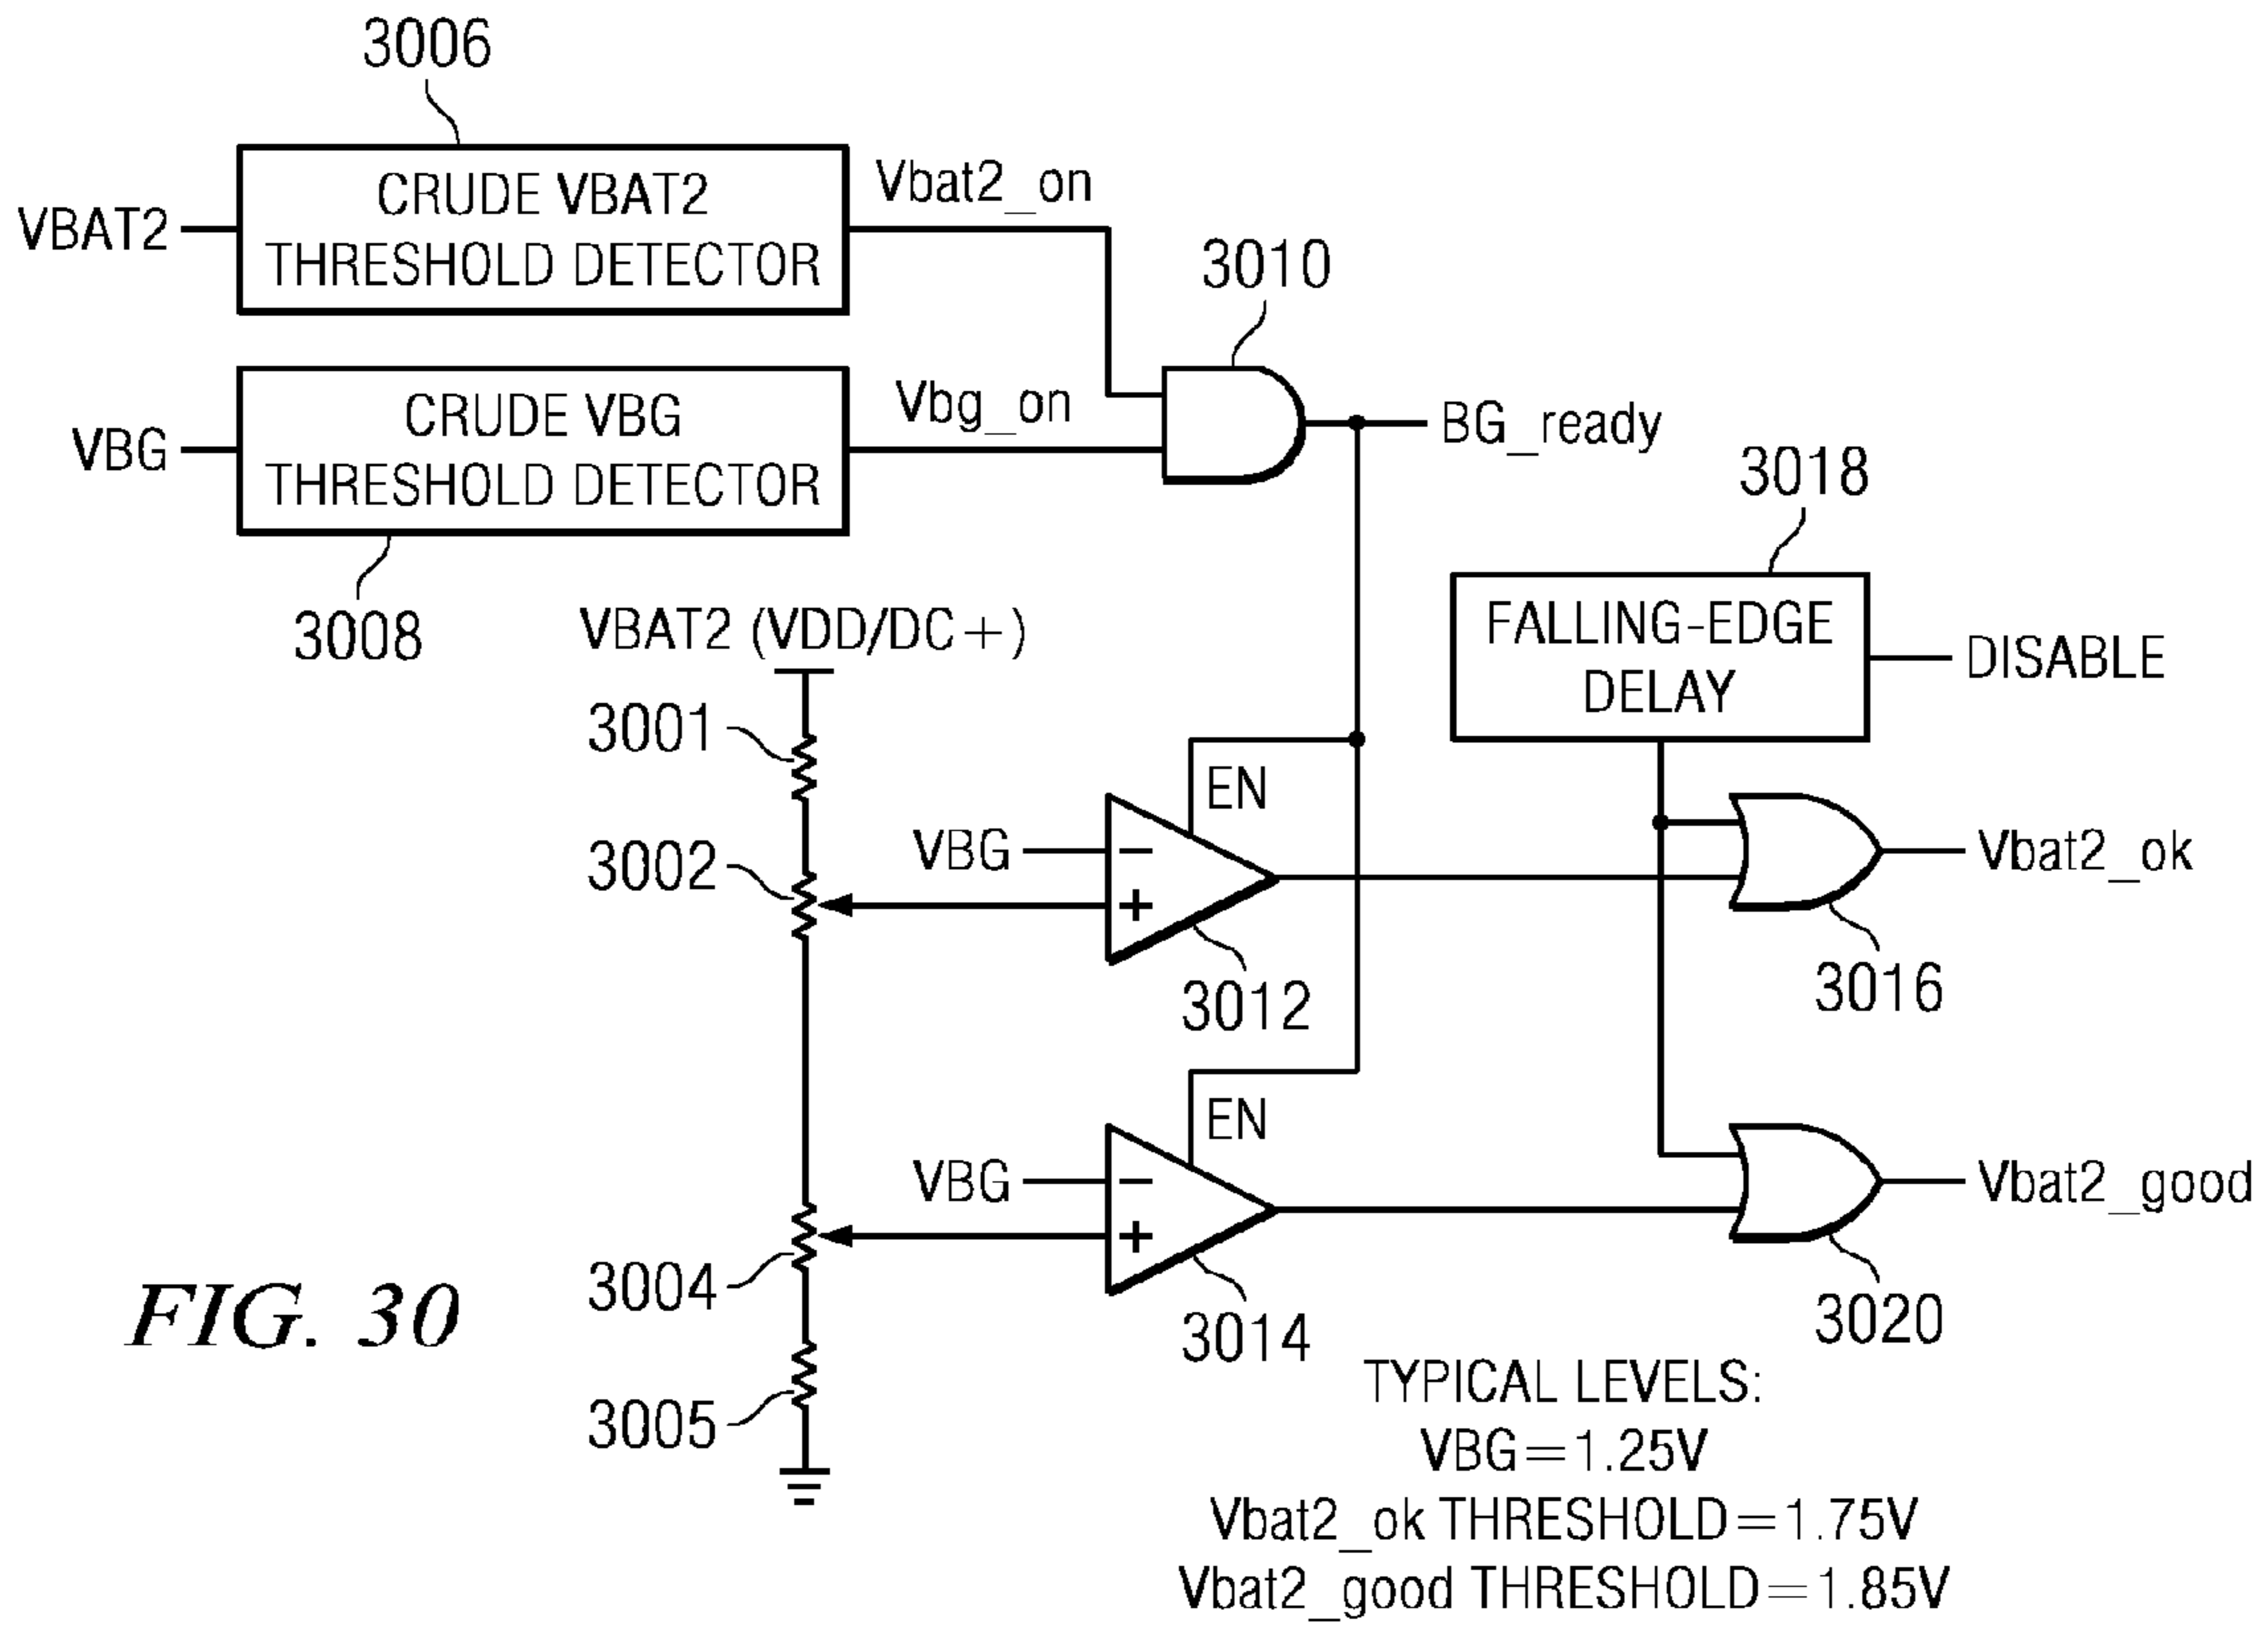 3006
CRUDE VBAT2
THRESHOLD DETECTOR
VBAT2
Vbat2_on
3010
CRUDE VBG
THRESHOLD DETECTOR
VBG
Vbg_on
BG_ready
3008
3018
FALLING-EDGE
DELAY
DISABLE
VBAT2 (VDD/DC+)
3001
EN
3002
VBG
−
+
3012
Vbat2_ok
3016
EN
VBG
−
+
3004
3014
Vbat2_good
3020
3005
FIG. 30
TYPICAL LEVELS:
VBG=1.25V
Vbat2_ok THRESHOLD=1.75V
Vbat2_good THRESHOLD=1.85V